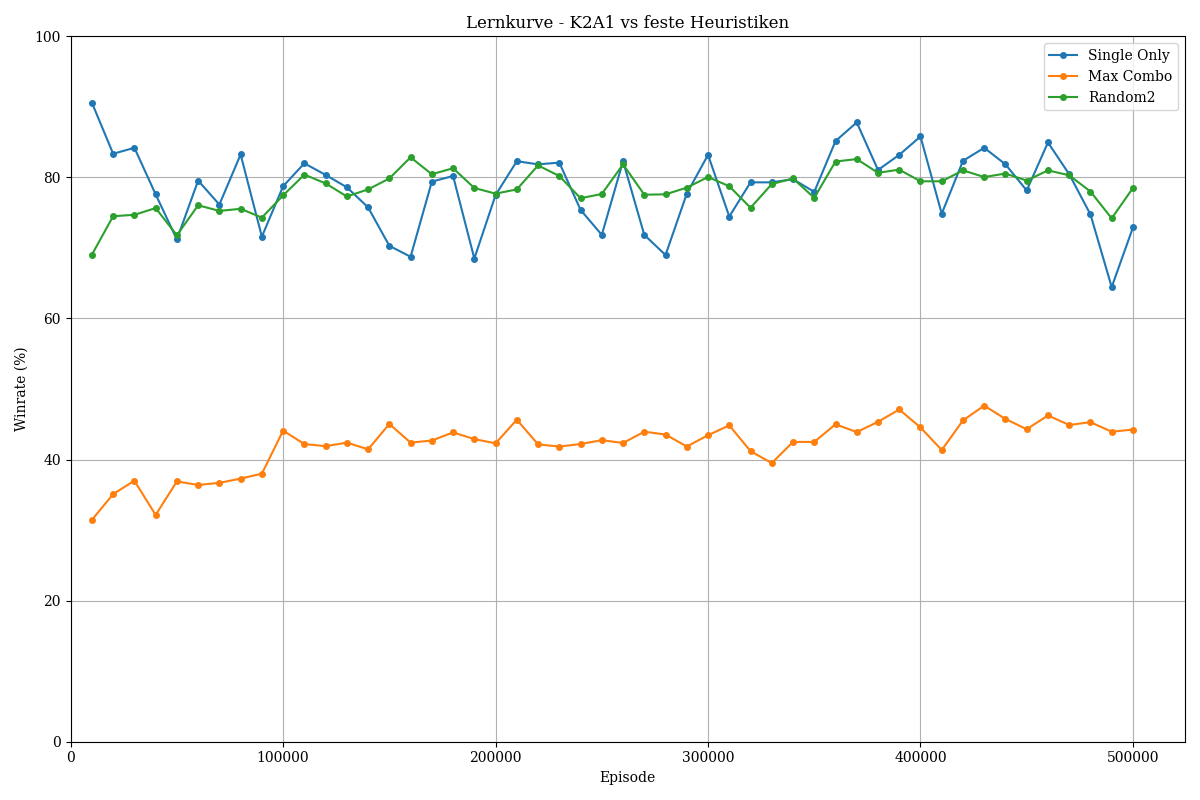 Lernkurve - K2A1 vs feste Heuristiken
100
80
60
40
20
0
Winrate (%)
Single Only
Max Combo
Random2
0 100000 200000 300000 400000 500000
Episode